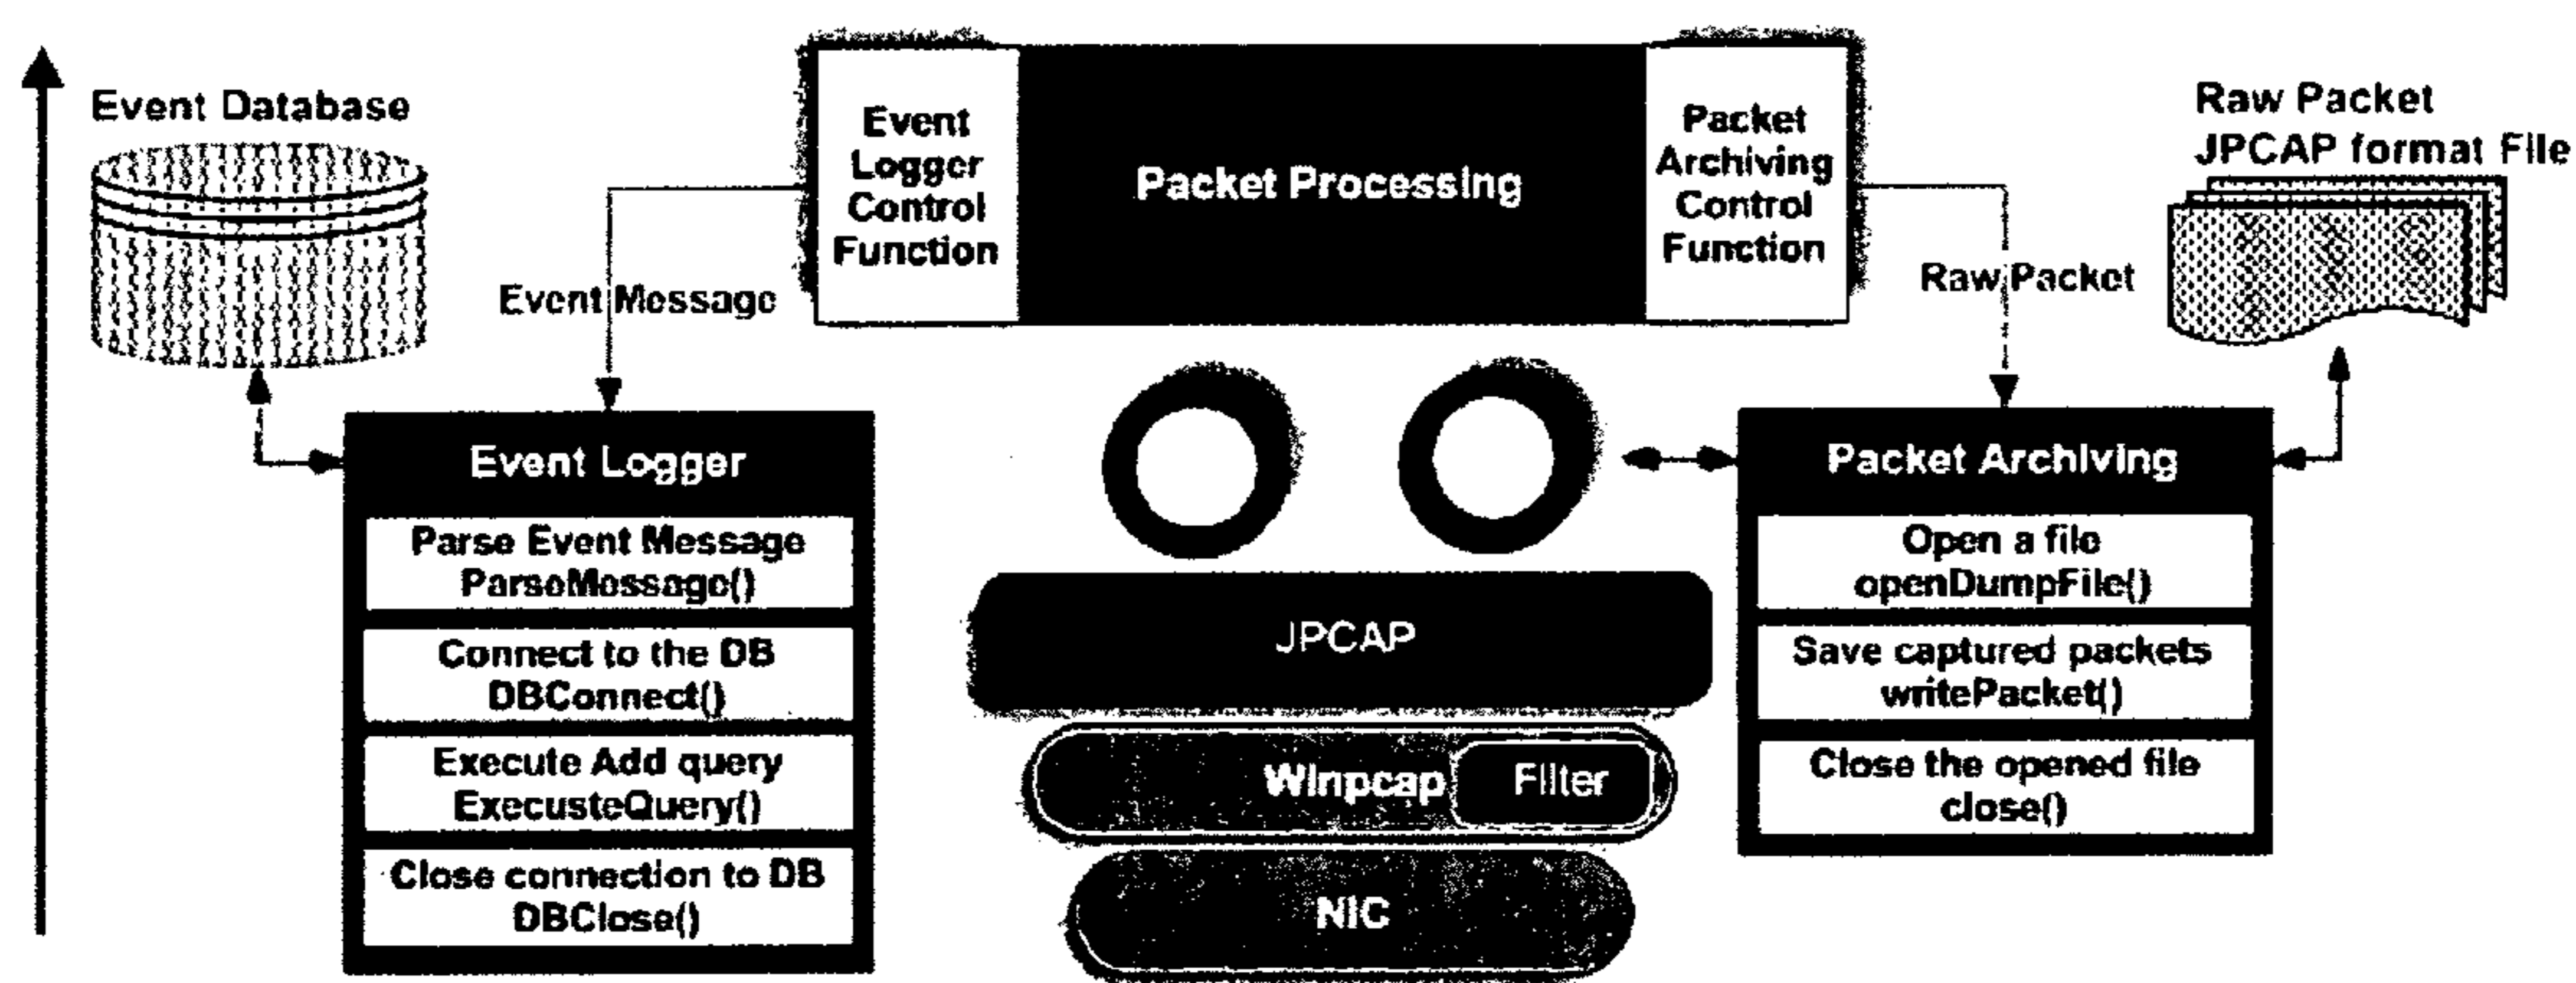 Event Database
Event
Logger
Control
Function
Packet Processing
Packet
Archiving
Control
Function
Raw Packet
JPCAP format File
Event Message
Raw Packet
Event Logger
Parse Event Message
ParseMessage()
Connect to the DB
DBConnect()
Execute Add query
ExecusteQuery()
Close connection to DB
DBClose()
JPCAP
Winpcap
Filter
NIC
Packet Archiving
Open a file
openDumpFile()
Save captured packets
writePacket()
Close the opened file
close()